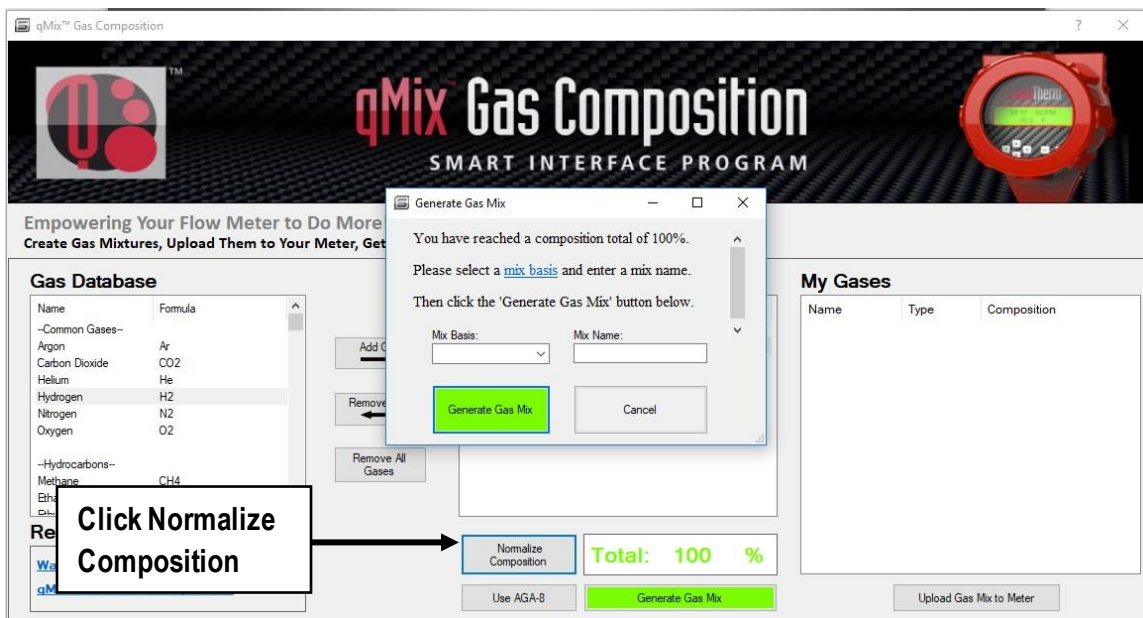 qMix™ Gas Composition
TM
qMix™ Gas Composition
SMART INTERFACE PROGRAM
Therm
Empowering Your Flow Meter to Do More
Create Gas Mixtures, Upload Them to Your Meter, Get
Generate Gas Mix
You have reached a composition total of 100%.
Please select a mix basis and enter a mix name.
Then click the 'Generate Gas Mix' button below.
Mix Basis:
Mix Name:
Generate Gas Mix
Cancel
Gas Database
Name Formula
--Common Gases--
Argon Ar
Carbon Dioxide CO2
Helium He
Hydrogen H2
Nitrogen N2
Oxygen O2
--Hydrocarbons--
Methane CH4
Add
Remove
Remove All
Gases
My Gases
Name Type Composition
Click Normalize
Composition
Normalize
Composition
Total: 100 %
Use AGA-8
Generate Gas Mix
Upload Gas Mix to Meter